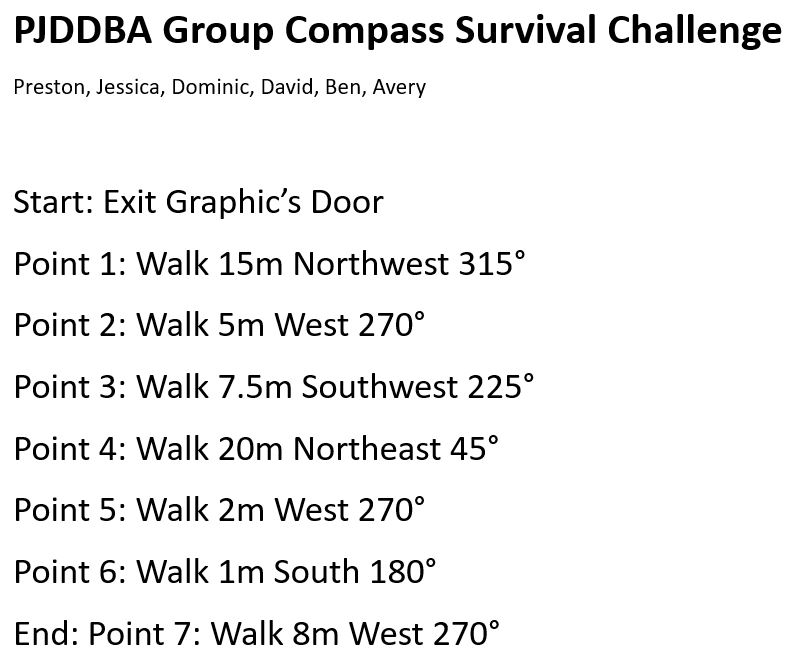 PJDDBA Group Compass Survival Challenge
Preston, Jessica, Dominic, David, Ben, Avery
Start: Exit Graphic’s Door
Point 1: Walk 15m Northwest 315°
Point 2: Walk 5m West 270°
Point 3: Walk 7.5m Southwest 225°
Point 4: Walk 20m Northeast 45°
Point 5: Walk 2m West 270°
Point 6: Walk 1m South 180°
End: Point 7: Walk 8m West 270°